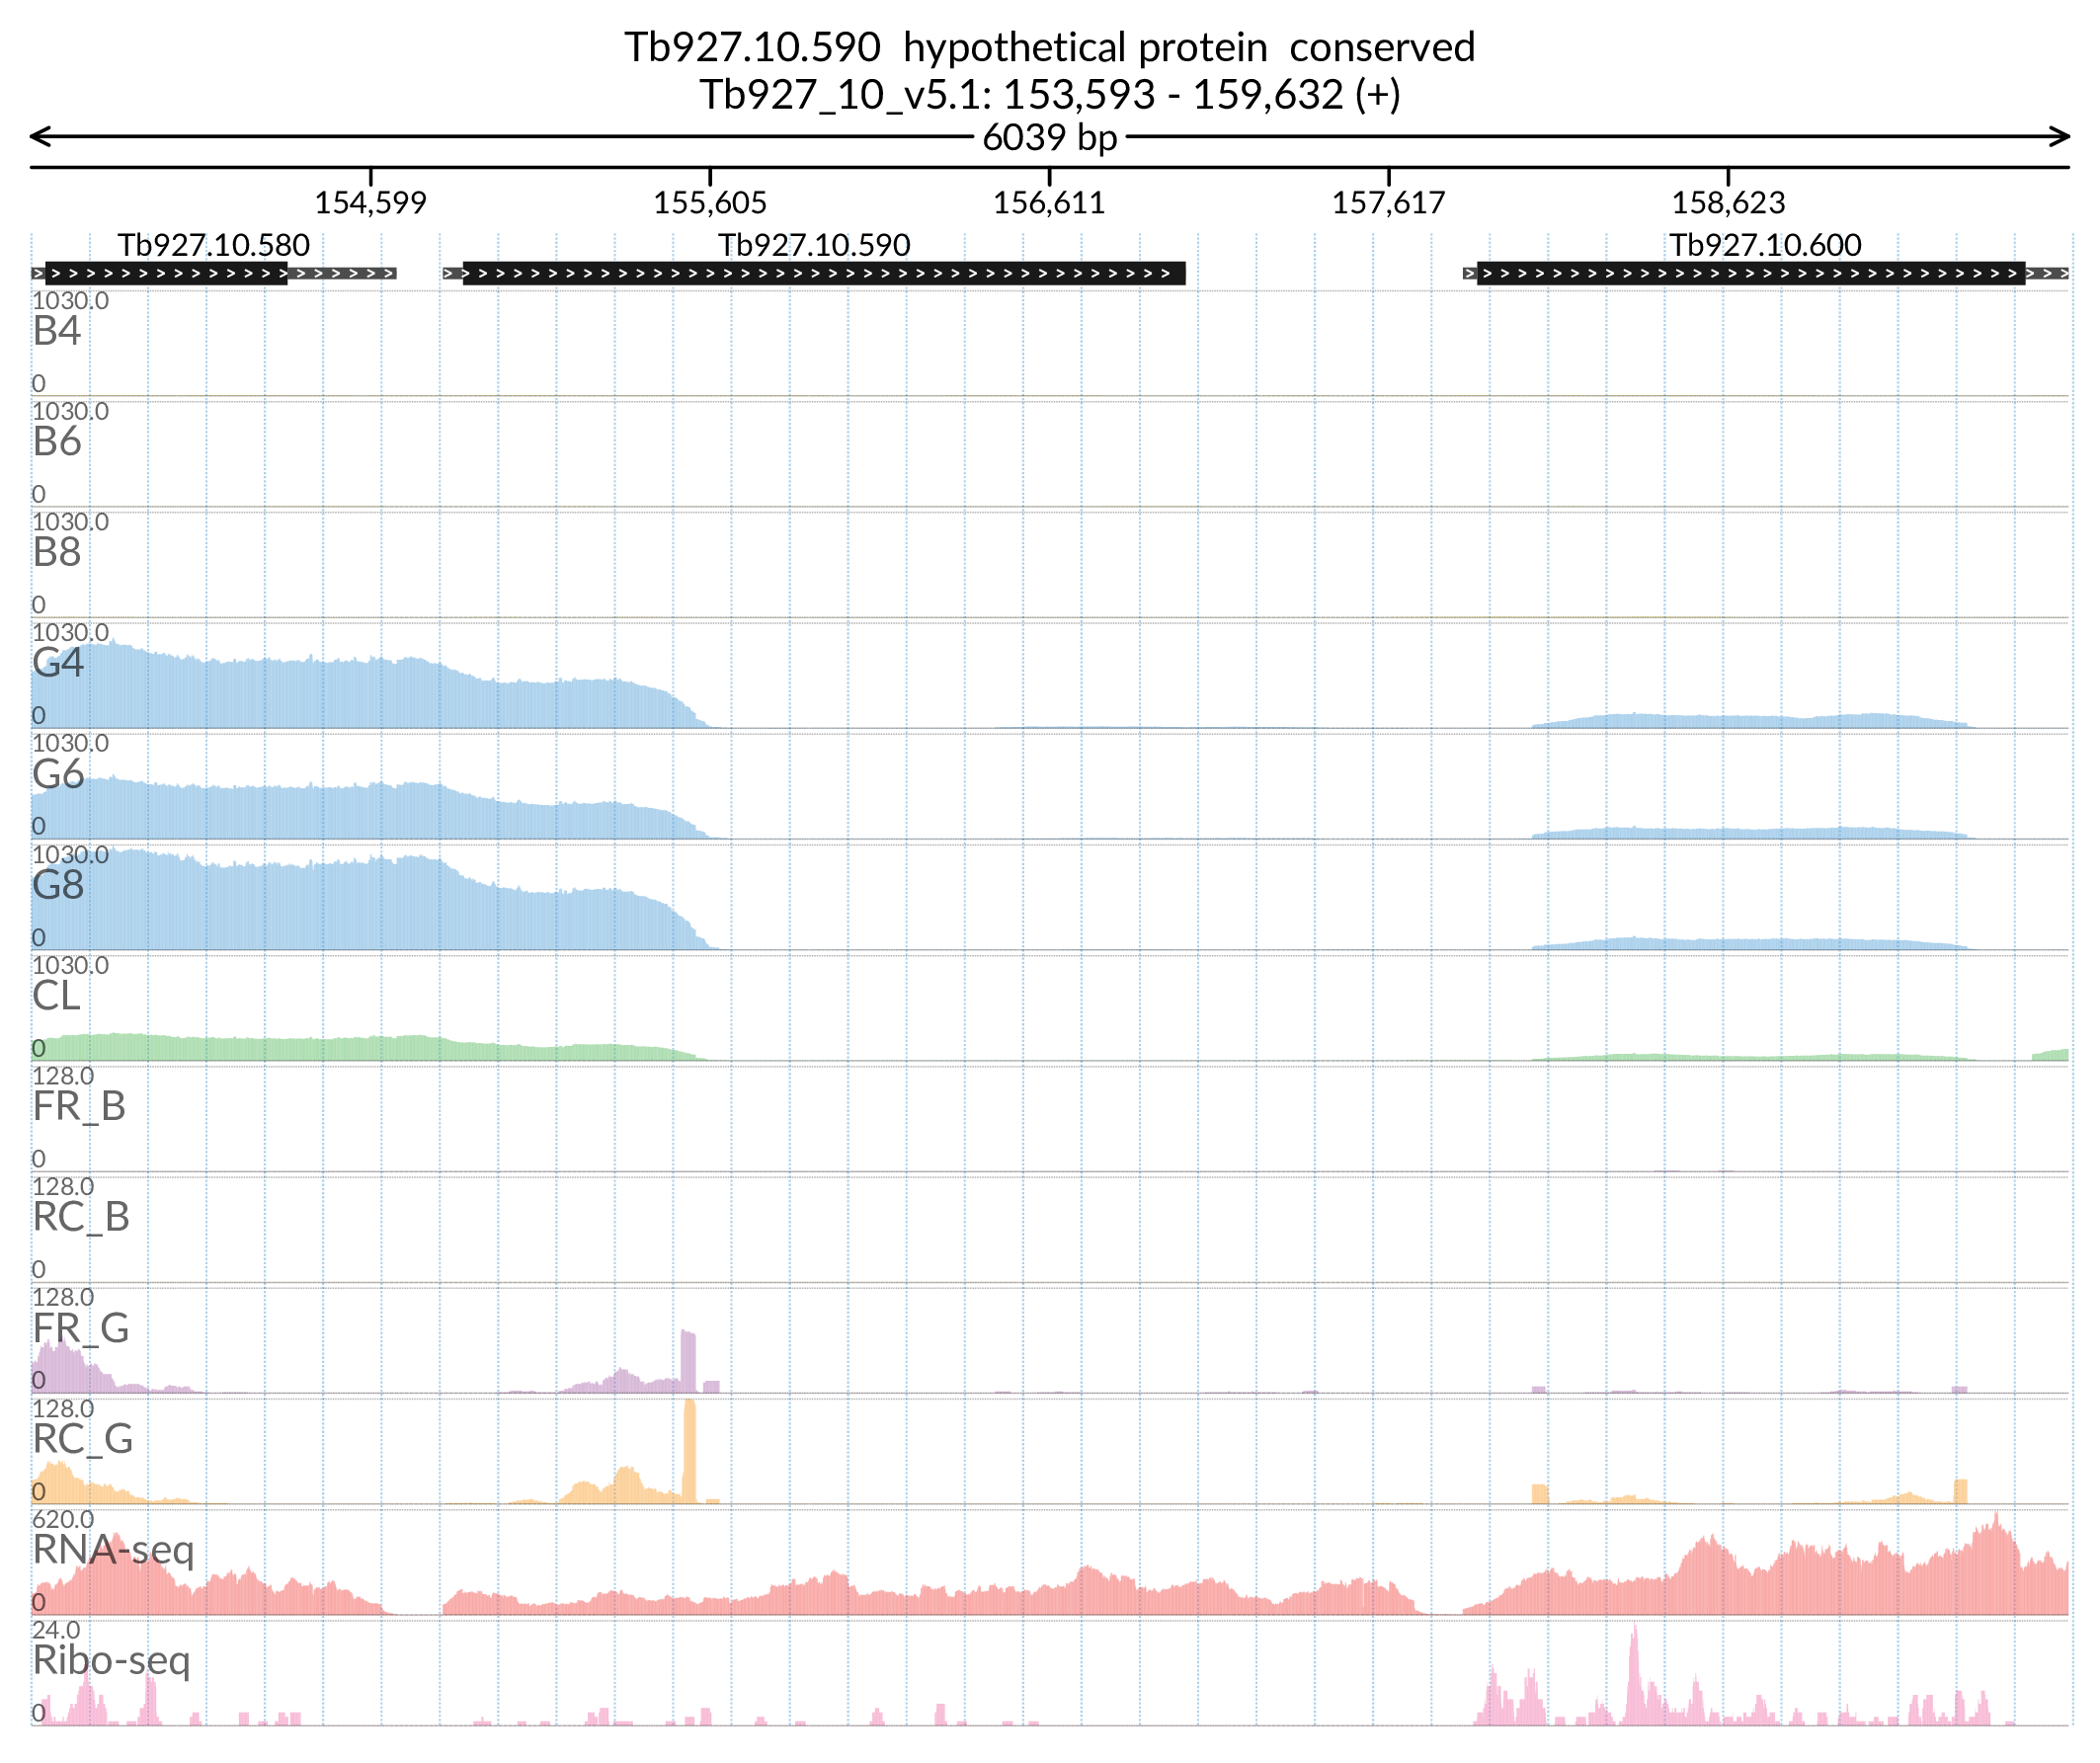 Tb927.10.590 hypothetical protein conserved
Tb927_10_v5.1: 153,593 - 159,632 (+)
6039 bp
154,599 155,605 156,611 157,617 158,623
Tb927.10.580 Tb927.10.590 Tb927.10.600
1030.0
B4
0
1030.0
B6
0
1030.0
B8
0
1030.0
G4
0
1030.0
G6
0
1030.0
G8
0
1030.0
CL
0
128.0
FR_B
0
128.0
RC_B
0
128.0
FR_G
0
128.0
RC_G
0
620.0
RNA-seq
0
24.0
Ribo-seq
0